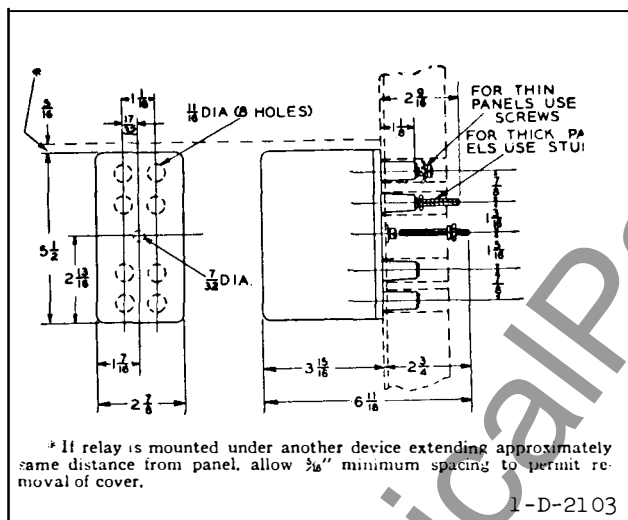 1 1/16
5/16
17/32
11/16 DIA (8 HOLES)
2 9/16
1 1/8
FOR THIN
PANELS USE
SCREWS
FOR THICK PA
ELS USE STU
7/8
1 5/16
5 1/2
2 13/16
7/32 DIA.
1 5/16
7/8
1 7/16
3 15/16
2 3/4
2 7/8
6 11/16
* If relay is mounted under another device extending approximately
same distance from panel, allow 5/16" minimum spacing to permit re-
moval of cover.
1-D-2103